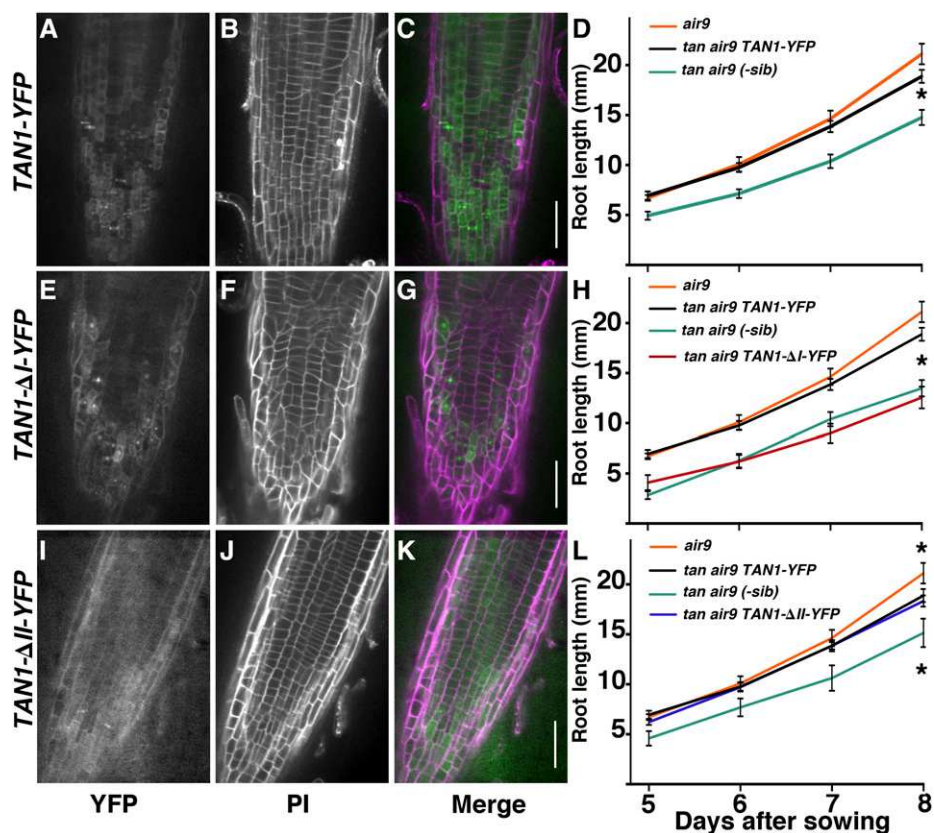 TAN1-YFP
A
B
C
D
Root length (mm)
20
15
10
5
air9
tan air9 TAN1-YFP
tan air9 (-sib)
*
TAN1-ΔI-YFP
E
F
G
H
Root length (mm)
20
15
10
5
air9
tan air9 TAN1-YFP
tan air9 (-sib)
tan air9 TAN1-ΔI-YFP
*
TAN1-ΔII-YFP
I
J
K
L
Root length (mm)
20
15
10
5
air9
tan air9 TAN1-YFP
tan air9 (-sib)
tan air9 TAN1-ΔII-YFP
*
*
5 6 7 8
YFP
PI
Merge
Days after sowing